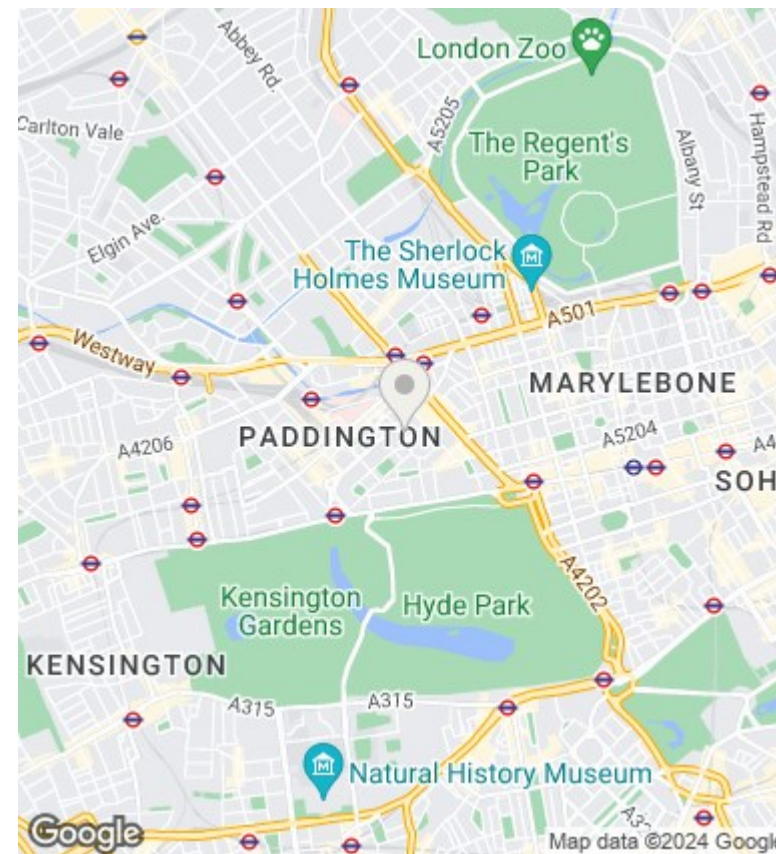 London Zoo
Abbey Rd.
A5205
Carlton Vale
The Regent's
Park
Albany St
Hampstead Rd
Elgin Ave.
The Sherlock
Holmes Museum
A501
Westway
MARYLEBONE
A4206
PADDINGTON
A5204
A4
SOH
A4202
Kensington
Gardens
Hyde Park
KENSINGTON
A315
A315
Natural History Museum
Google
Map data ©2024 Google